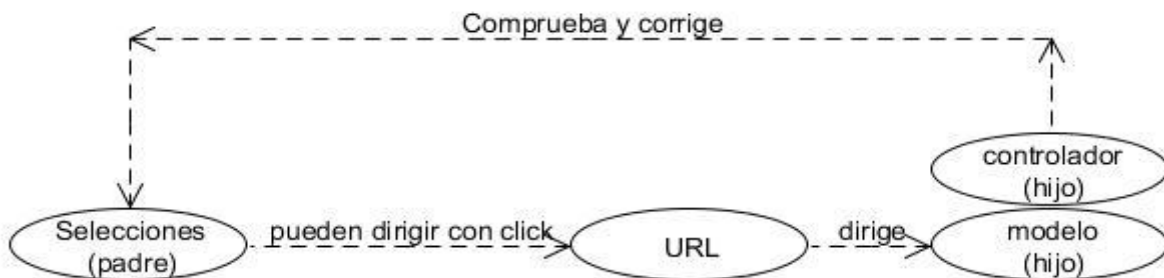 Comprueba y corrige
controlador
(hijo)
Selecciones
(padre)
pueden dirigir con click
URL
dirige
modelo
(hijo)